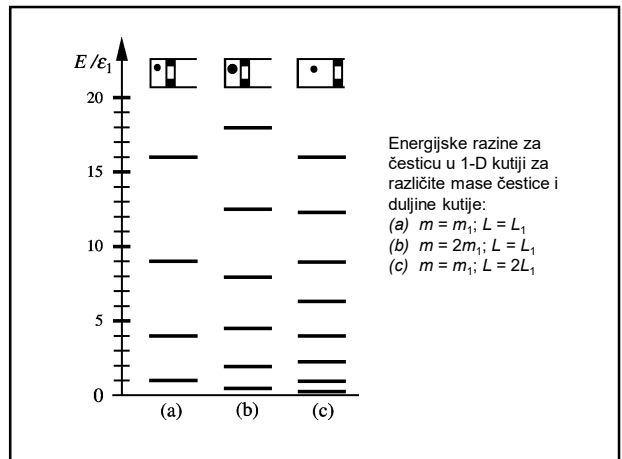 E/ε₁
20
15
10
5
0
(a)
(b)
(c)
Energijske razine za
česticu u 1-D kutiji za
različite mase čestice i
duljine kutije:
(a) m = m₁; L = L₁
(b) m = 2m₁; L = L₁
(c) m = m₁; L = 2L₁